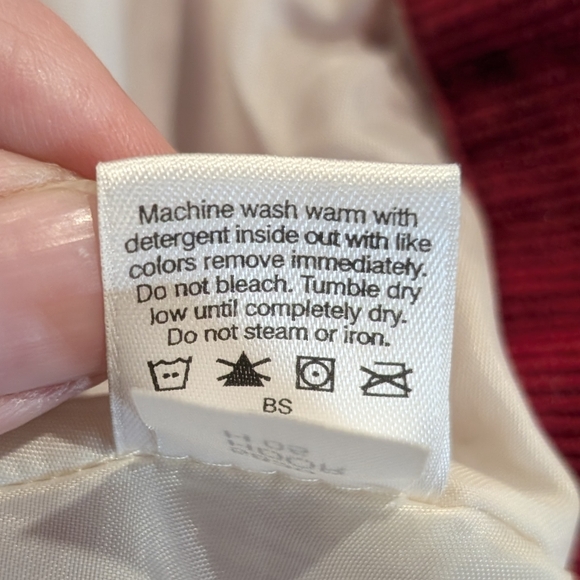 Machine wash warm with
detergent inside out with like
colors remove immediately.
Do not bleach. Tumble dry
low until completely dry.
Do not steam or iron.
BS